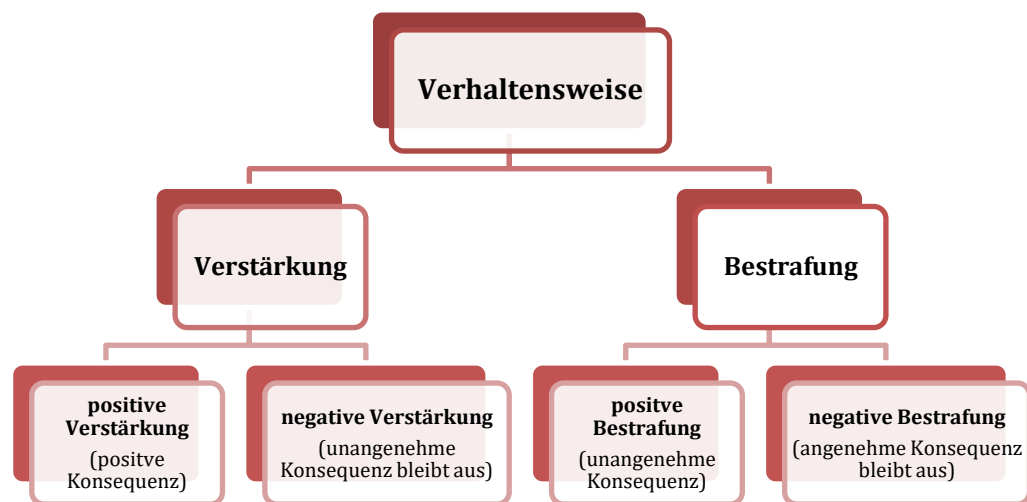 Verhaltensweise
Verstärkung
Bestrafung
positive
Verstärkung
(positve
Konsequenz)
negative Verstärkung
(unangenehme
Konsequenz bleibt aus)
positve
Bestrafung
(unangenehme
Konsequenz)
negative Bestrafung
(angenehme Konsequenz
bleibt aus)